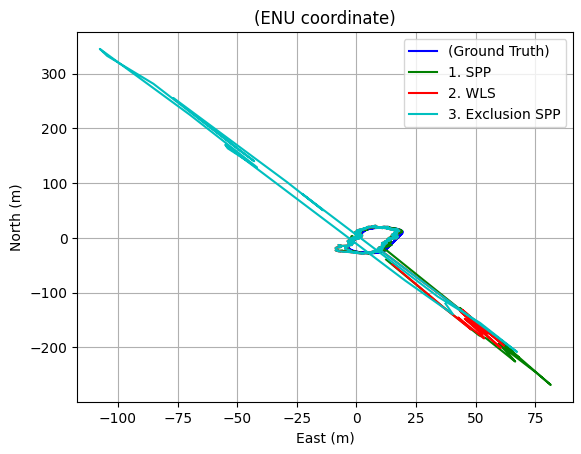 (ENU coordinate)
(Ground Truth)
1. SPP
2. WLS
3. Exclusion SPP
North (m)
300
200
100
0
−100
−200
−100
−75
−50
−25
0
25
50
75
East (m)